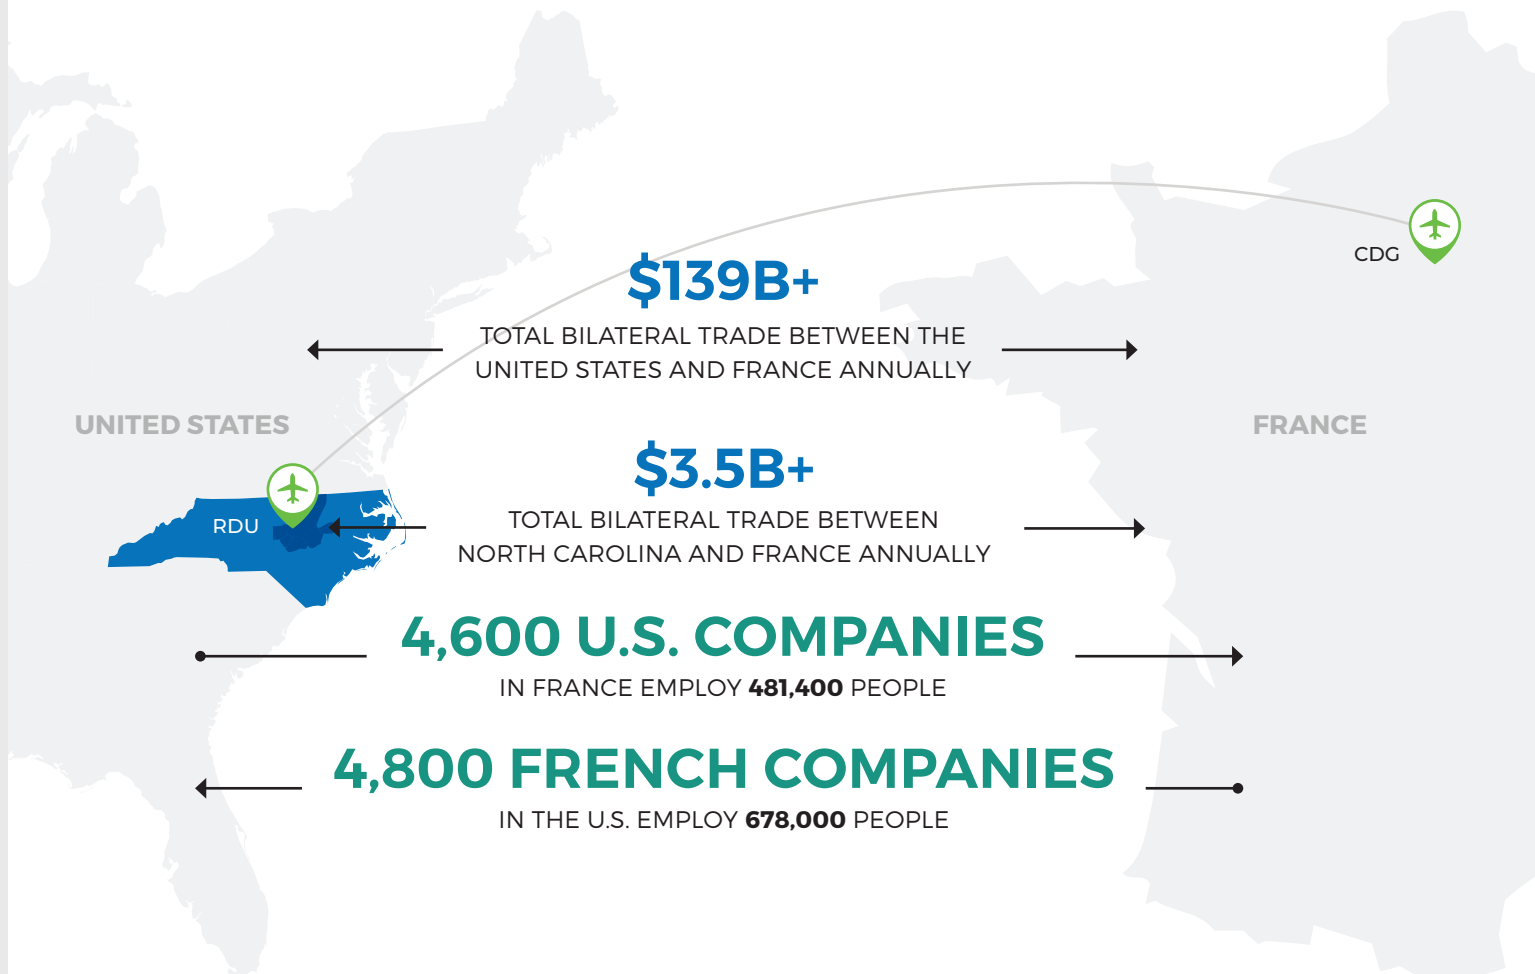 CDG
$139B+
TOTAL BILATERAL TRADE BETWEEN THE
UNITED STATES AND FRANCE ANNUALLY
UNITED STATES
FRANCE
$3.5B+
RDU
TOTAL BILATERAL TRADE BETWEEN
NORTH CAROLINA AND FRANCE ANNUALLY
4,600 U.S. COMPANIES
IN FRANCE EMPLOY 481,400 PEOPLE
4,800 FRENCH COMPANIES
IN THE U.S. EMPLOY 678,000 PEOPLE